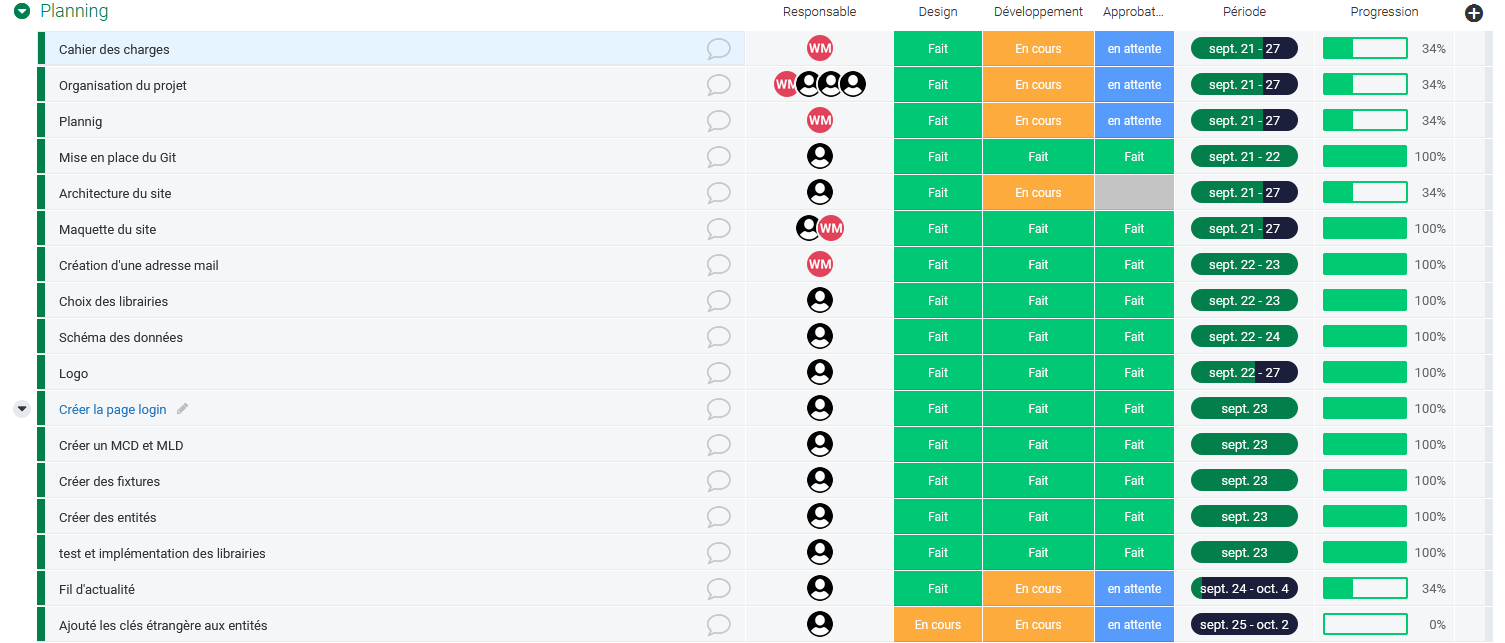 Planning Responsable Design Développement Approbat... Période Progression
Cahier des charges WM Fait En cours en attente sept. 21 - 27 34%
Organisation du projet WM Fait En cours en attente sept. 21 - 27 34%
Plannig WM Fait En cours en attente sept. 21 - 27 34%
Mise en place du Git Fait Fait Fait sept. 21 - 22 100%
Architecture du site Fait En cours sept. 21 - 27 34%
Maquette du site WM Fait Fait Fait sept. 21 - 27 100%
Création d'une adresse mail WM Fait Fait Fait sept. 22 - 23 100%
Choix des librairies Fait Fait Fait sept. 22 - 23 100%
Schéma des données Fait Fait Fait sept. 22 - 24 100%
Logo Fait Fait Fait sept. 22 - 27 100%
Créer la page login Fait Fait Fait sept. 23 100%
Créer un MCD et MLD Fait Fait Fait sept. 23 100%
Créer des fixtures Fait Fait Fait sept. 23 100%
Créer des entités Fait Fait Fait sept. 23 100%
test et implémentation des librairies Fait Fait Fait sept. 23 100%
Fil d'actualité Fait En cours en attente sept. 24 - oct. 4 34%
Ajouté les clés étrangère aux entités En cours En cours en attente sept. 25 - oct. 2 0%